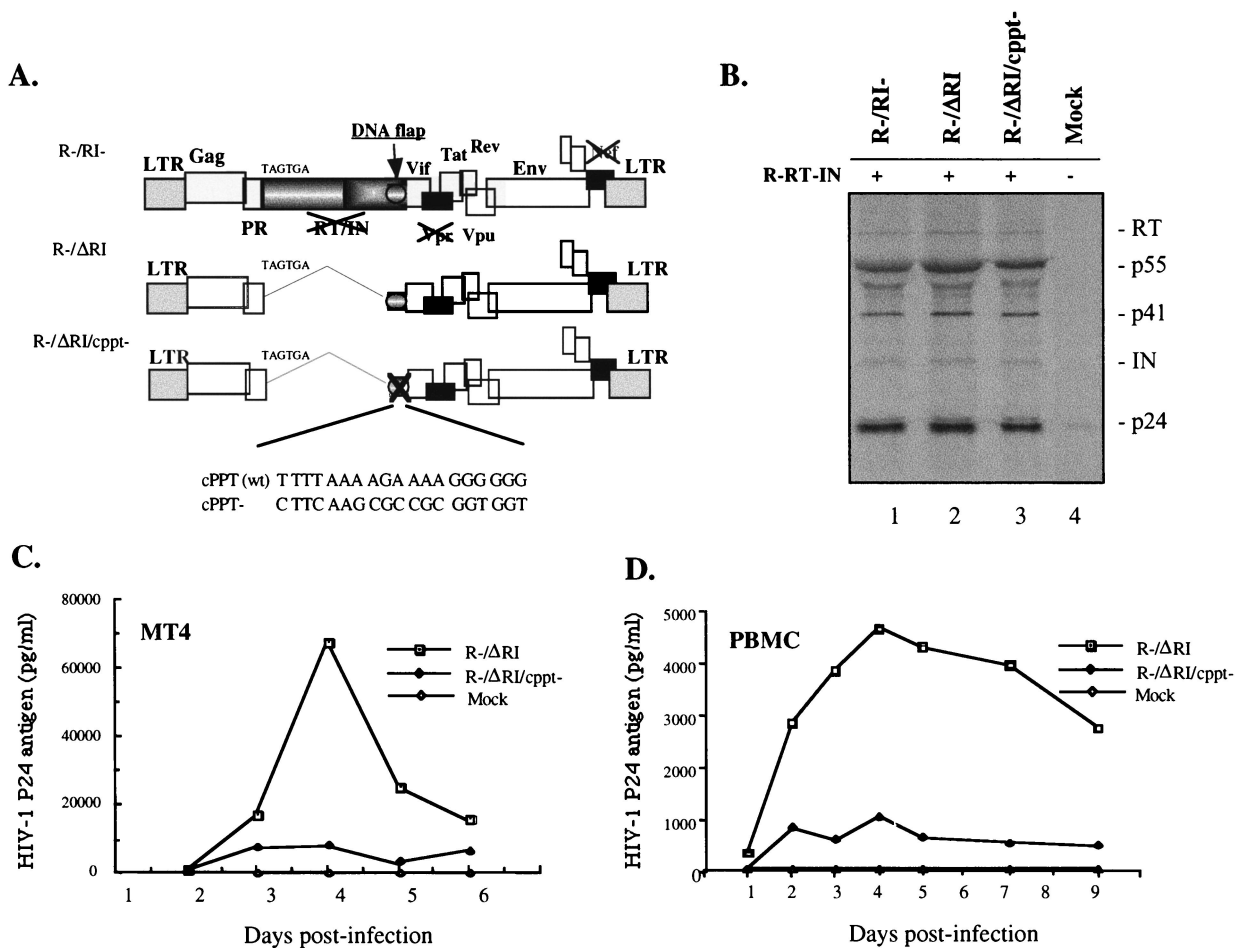 A.
DNA flap
R-/RI-
LTR Gag TAGTGA Vif Tat Rev Env LTR
PR RT/IN Vpr Vpu
R-/ΔRI
LTR TAGTGA LTR
R-/ΔRI/cppt-
LTR TAGTGA LTR
cPPT (wt) T TTT AAA AGA AAA GGG GGG
cPPT- C TTC AAG CGC CGC GGT GGT
B.
R-/RI-
R-/ΔRI
R-/ΔRI/cppt-
Mock
R-RT-IN + + + -
- RT
- p55
- p41
- IN
- p24
1 2 3 4
C.
MT4
HIV-1 P24 antigen (pg/ml)
80000
60000
40000
20000
0
R-/ΔRI
R-/ΔRI/cppt-
Mock
1 2 3 4 5 6
Days post-infection
D.
PBMC
HIV-1 P24 antigen (pg/ml)
5000
4000
3000
2000
1000
0
R-/ΔRI
R-/ΔRI/cppt-
Mock
1 2 3 4 5 6 7 8 9
Days post-infection